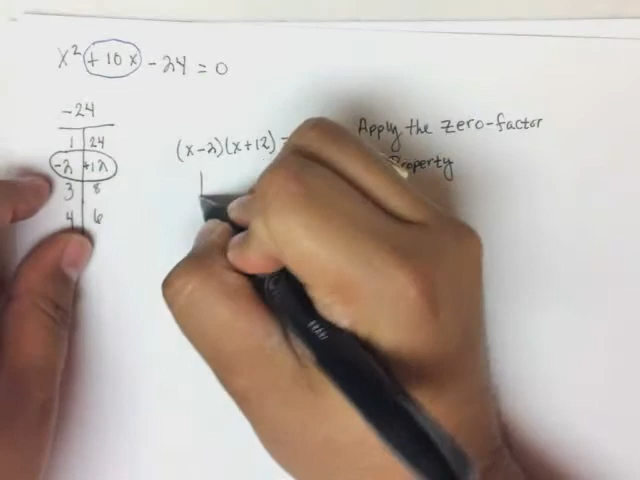 x² + 10x - 24 = 0
-24
1 24
-2 +12
3 8
4 6
(x-2)(x+12) =
Apply the zero-factor
Property